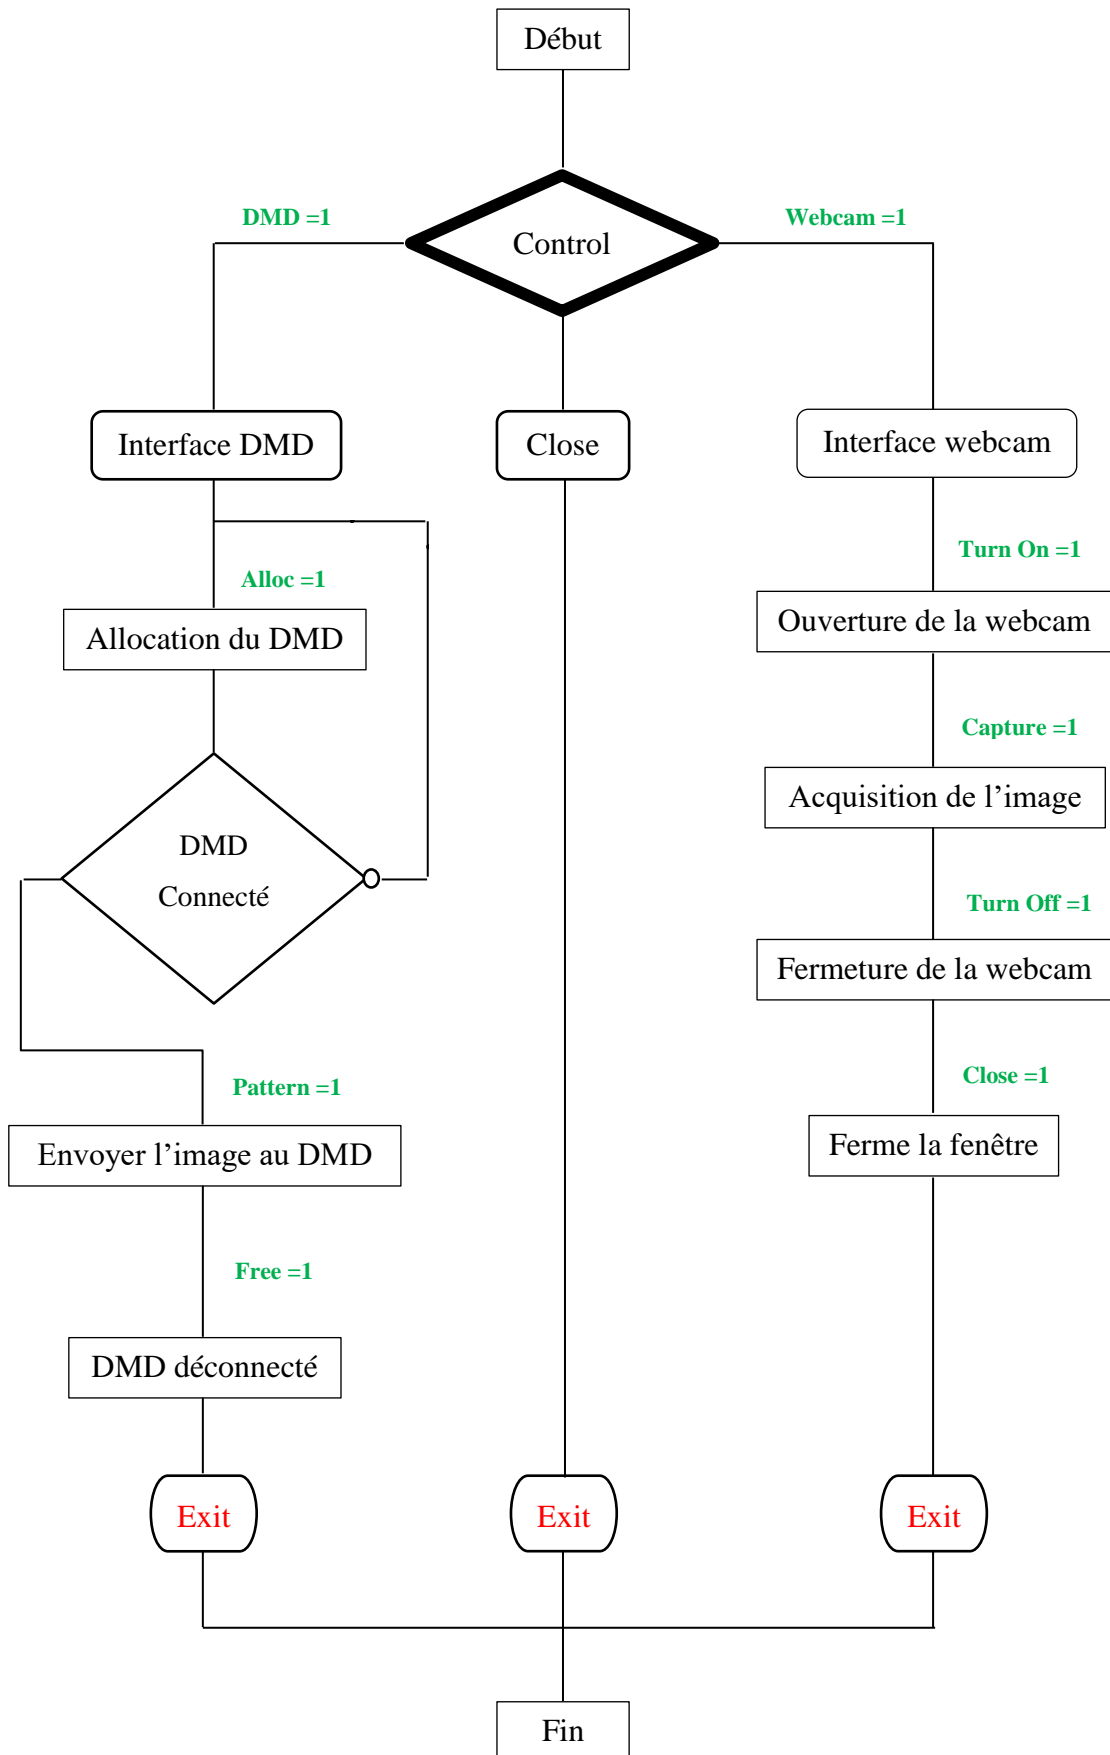 Début
DMD =1
Webcam =1
Control
Interface DMD
Close
Interface webcam
Turn On =1
Alloc =1
Ouverture de la webcam
Allocation du DMD
Capture =1
Acquisition de l’image
DMD
Connecté
Turn Off =1
Fermeture de la webcam
Close =1
Pattern =1
Ferme la fenêtre
Envoyer l’image au DMD
Free =1
DMD déconnecté
Exit
Exit
Exit
Fin